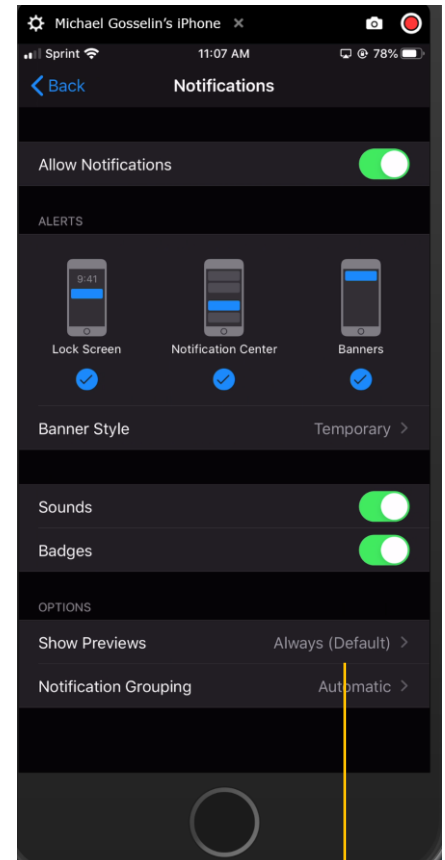 Michael Gosselin's iPhone ×
Sprint 11:07 AM 78%
Back Notifications
Allow Notifications
ALERTS
9:41
Lock Screen Notification Center Banners
Banner Style Temporary >
Sounds
Badges
OPTIONS
Show Previews Always (Default) >
Notification Grouping Automatic >